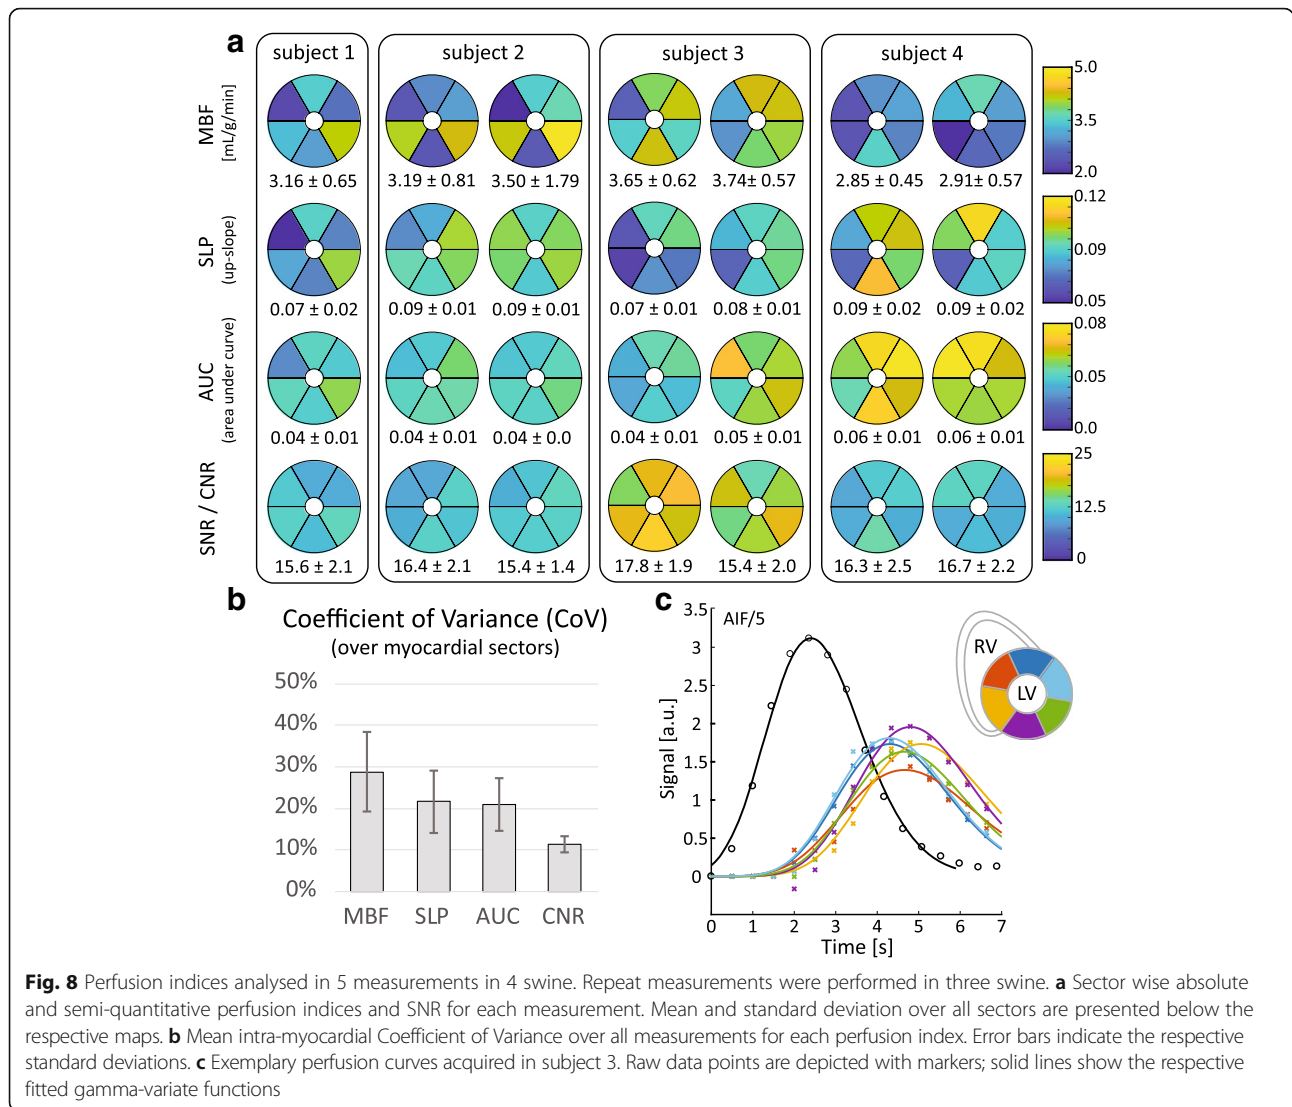 a
subject 1 subject 2 subject 3 subject 4
MBF
[mL/g/min]
5.0
3.5
2.0
3.16 ± 0.65 3.19 ± 0.81 3.50 ± 1.79 3.65 ± 0.62 3.74± 0.57 2.85 ± 0.45 2.91± 0.57
SLP
(up-slope)
0.12
0.09
0.05
0.07 ± 0.02 0.09 ± 0.01 0.09 ± 0.01 0.07 ± 0.01 0.08 ± 0.01 0.09 ± 0.02 0.09 ± 0.02
AUC
(area under curve)
0.08
0.05
0.0
0.04 ± 0.01 0.04 ± 0.01 0.04 ± 0.0 0.04 ± 0.01 0.05 ± 0.01 0.06 ± 0.01 0.06 ± 0.01
SNR / CNR
25
12.5
0
15.6 ± 2.1 16.4 ± 2.1 15.4 ± 1.4 17.8 ± 1.9 15.4 ± 2.0 16.3 ± 2.5 16.7 ± 2.2
b
Coefficient of Variance (CoV)
(over myocardial sectors)
50%
40%
30%
20%
10%
0%
MBF SLP AUC CNR
c
AIF/5
RV
LV
Signal [a.u.]
3.5
3
2.5
2
1.5
1
0.5
0
0 1 2 3 4 5 6 7
Time [s]
Fig. 8 Perfusion indices analysed in 5 measurements in 4 swine. Repeat measurements were performed in three swine. a Sector wise absolute
and semi-quantitative perfusion indices and SNR for each measurement. Mean and standard deviation over all sectors are presented below the
respective maps. b Mean intra-myocardial Coefficient of Variance over all measurements for each perfusion index. Error bars indicate the respective
standard deviations. c Exemplary perfusion curves acquired in subject 3. Raw data points are depicted with markers; solid lines show the respective
fitted gamma-variate functions